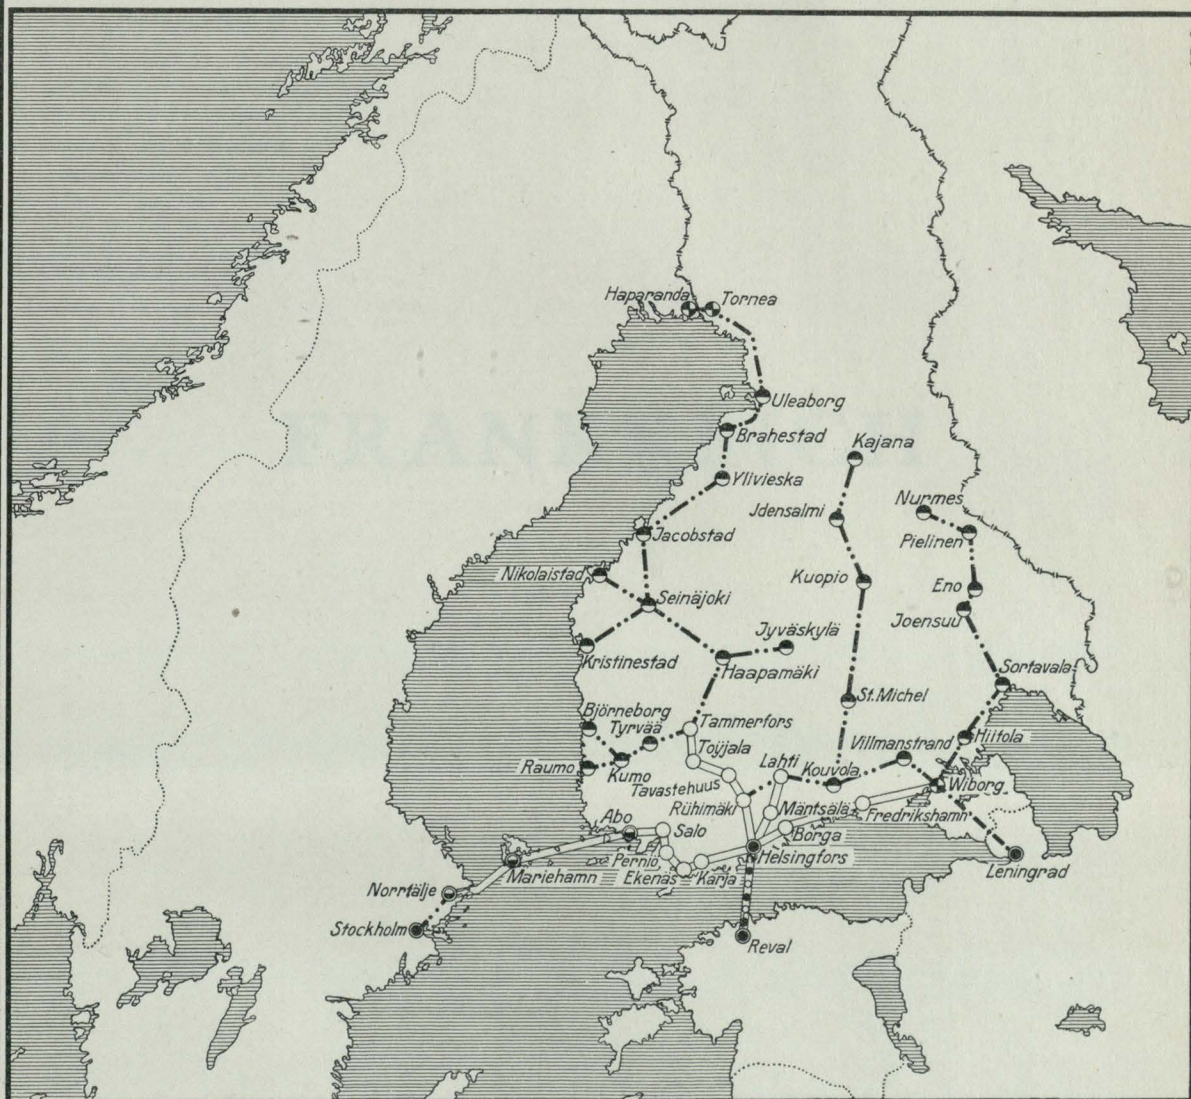 Haparanda
Tornea
Uleaborg
Brahestad
Kajana
Ylivieska
Nurmes
Jdensalmi
Jacobstad
Pielinen
Nikolaistad
Kuopio
Eno
Seinäjoki
Joensuu
Jyväskylä
Kristinestad
Haapamäki
Sortavala
St.Michel
Björneborg
Tammerfors
Tyrvää
Hiitola
Toÿjala
Villmanstrand
Raumo
Kumo
Lahti
Kouvola
Tavastehuus
Wiborg
Rühimäki
Mäntsälä
Fredrikshamn
Abo
Salo
Borga
Pernio
Helsingfors
Mariehamn
Ekenäs
Karja
Leningrad
Norrtälje
Stockholm
Reval
FRANKREICH